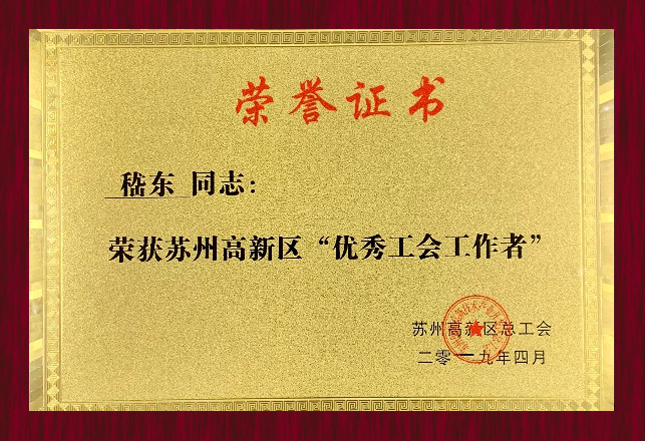 荣誉证书
嵇东 同志：
荣获苏州高新区“优秀工会工作者”
苏州高新区总工会
二零一九年四月